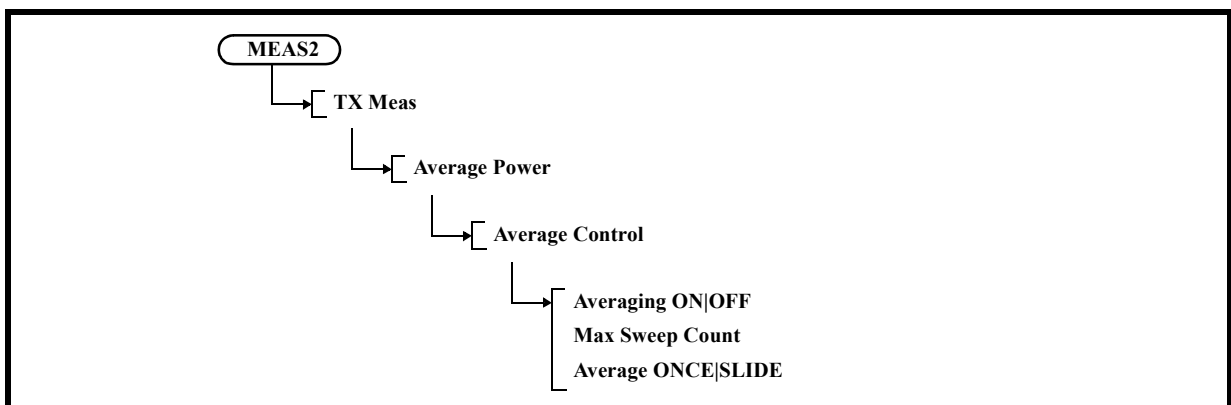 MEAS2
TX Meas
Average Power
Average Control
Averaging ON|OFF
Max Sweep Count
Average ONCE|SLIDE